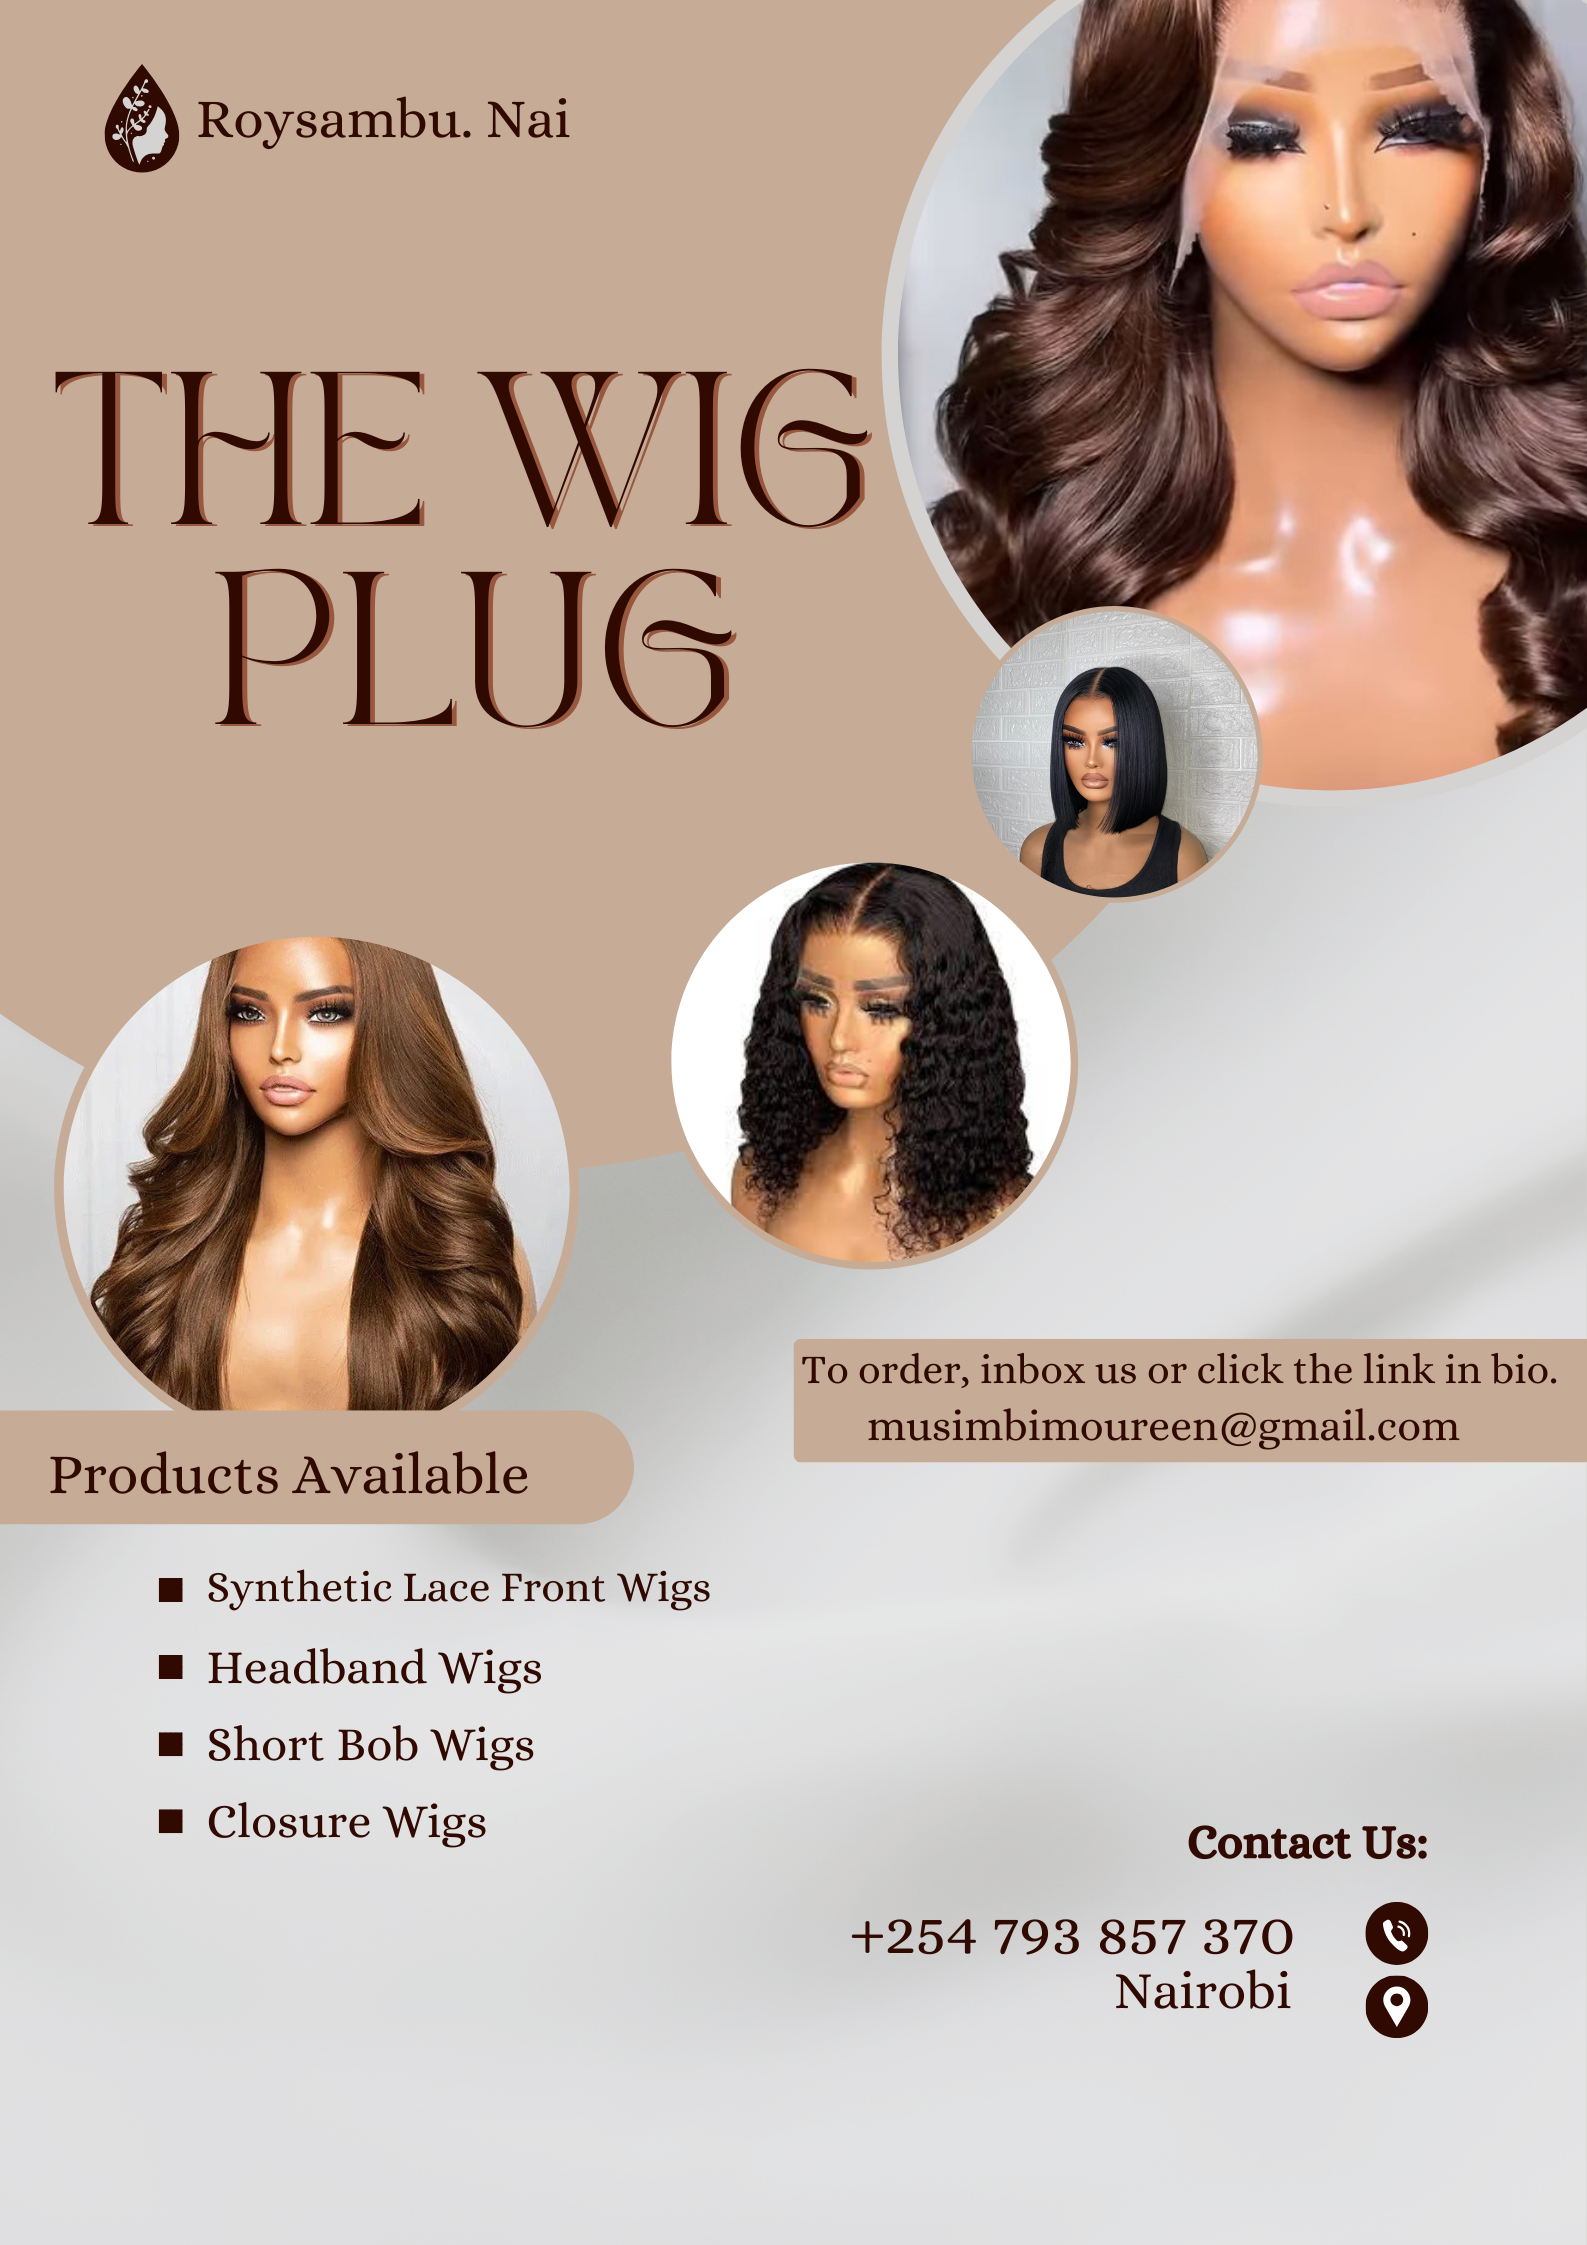 Roysambu. Nai
THE WIG
PLUG
To order, inbox us or click the link in bio.
musimbimoureen@gmail.com
Products Available
Synthetic Lace Front Wigs
Headband Wigs
Short Bob Wigs
Closure Wigs
Contact Us:
+254 793 857 370
Nairobi